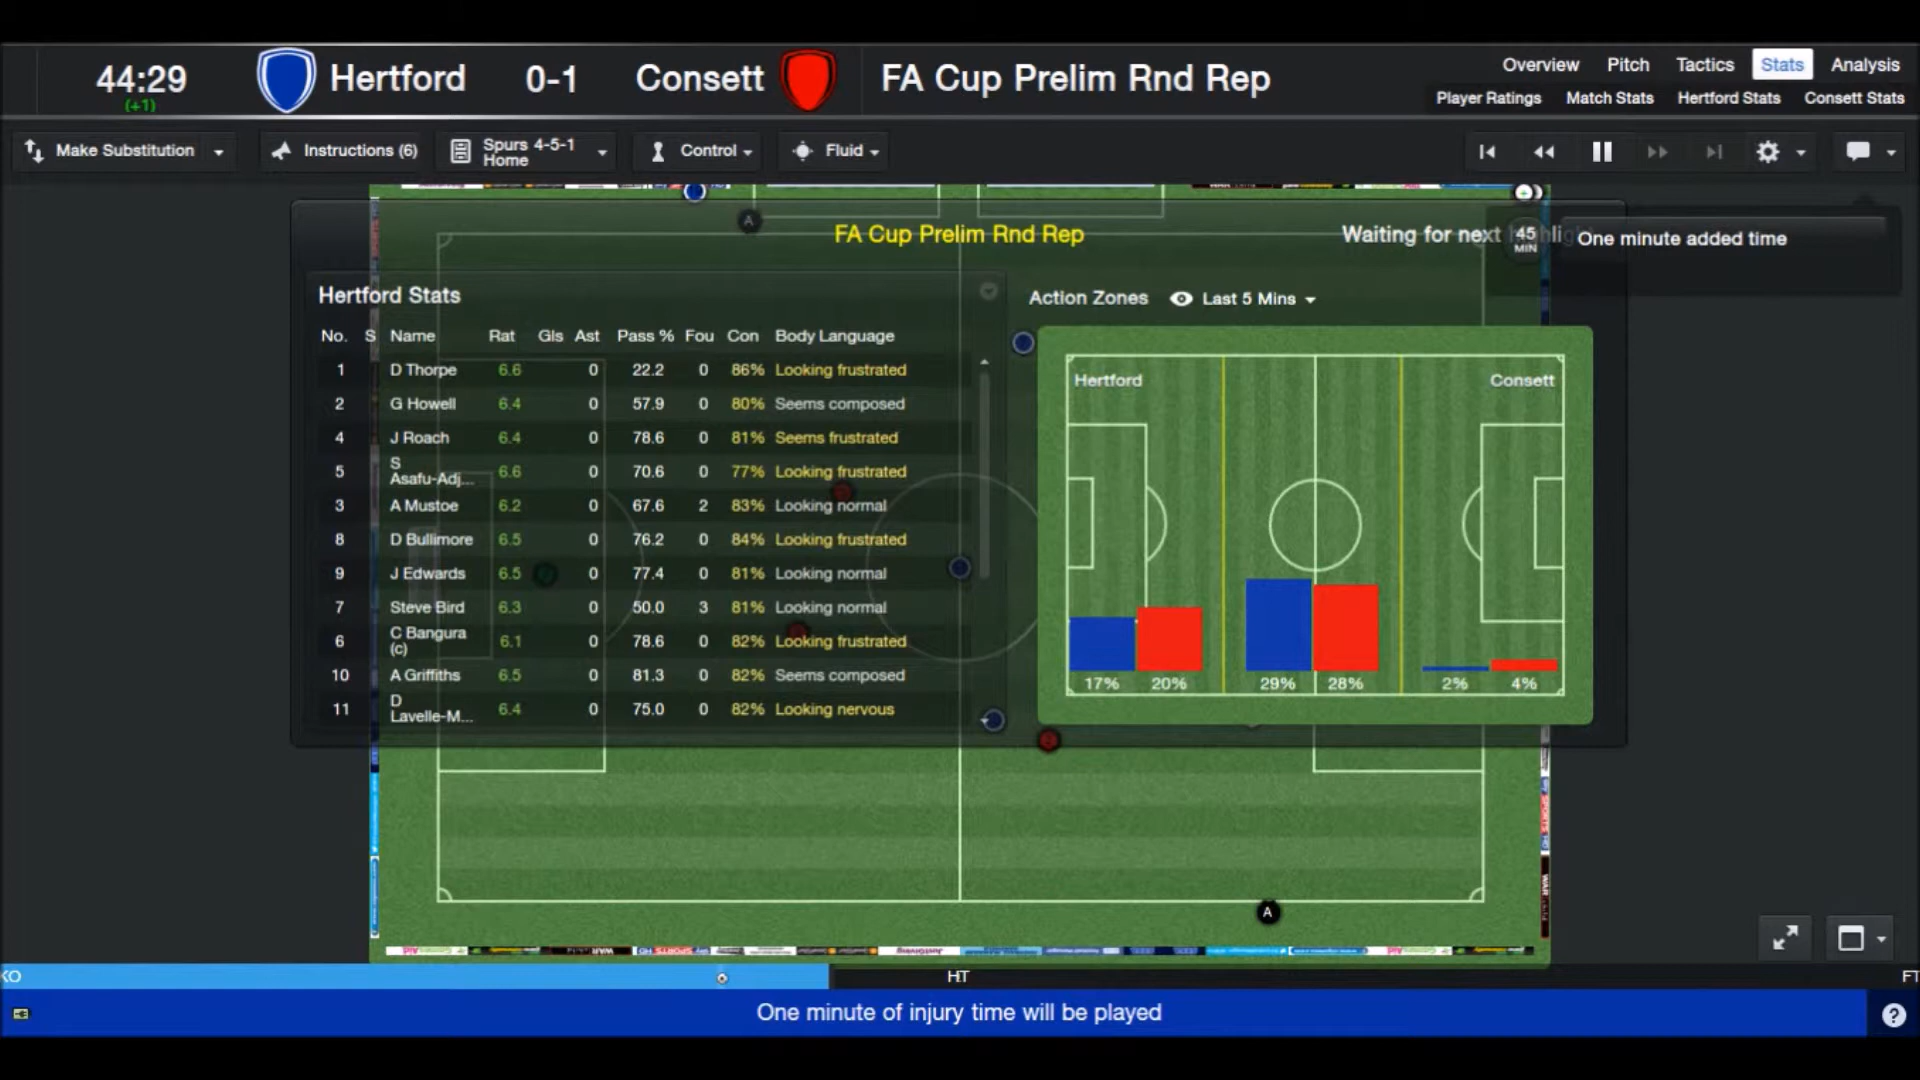 44:29
(+1)
Hertford 0-1 Consett
FA Cup Prelim Rnd Rep
Overview Pitch Tactics Stats Analysis
Player Ratings Match Stats Hertford Stats Consett Stats
Make Substitution
Instructions (6)
Spurs 4-5-1
Home
Control
Fluid
A
FA Cup Prelim Rnd Rep
Waiting for next
45
MIN
One minute added time
Hertford Stats
No. S Name Rat Gls Ast Pass % Fou Con Body Language
1 D Thorpe 6.6 0 22.2 0 86% Looking frustrated
2 G Howell 6.4 0 57.9 0 80% Seems composed
4 J Roach 6.4 0 78.6 0 81% Seems frustrated
5 S Asafu-Adj... 6.6 0 70.6 0 77% Looking frustrated
3 A Mustoe 6.2 0 67.6 2 83% Looking normal
8 D Bullimore 6.5 0 76.2 0 84% Looking frustrated
9 J Edwards 6.5 0 77.4 0 81% Looking normal
7 Steve Bird 6.3 0 50.0 3 81% Looking normal
6 C Bangura (c) 6.1 0 78.6 0 82% Looking frustrated
10 A Griffiths 6.5 0 81.3 0 82% Seems composed
11 D Lavelle-M... 6.4 0 75.0 0 82% Looking nervous
Action Zones Last 5 Mins
Hertford Consett
17% 20% 29% 28% 2% 4%
A
KO HT FT
One minute of injury time will be played
?